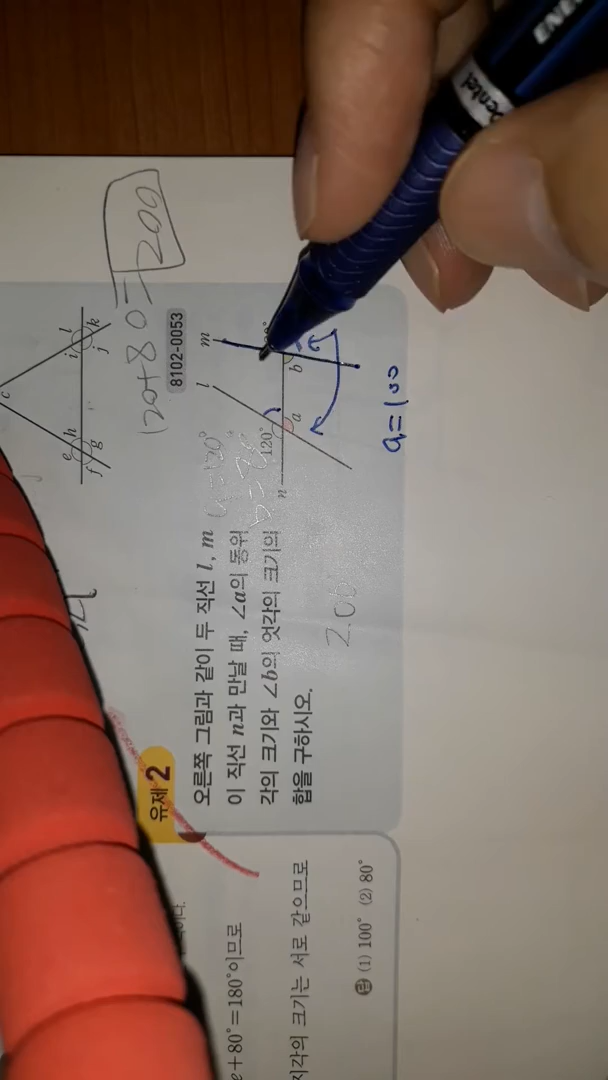 c
e
h
f
g
i
l
j
k
120+80=200
8102-0053
유제 2
오른쪽 그림과 같이 두 직선 l, m
이 직선 n과 만날 때, ∠a의 동위
각의 크기와 ∠b의 엇각의 크기의
합을 구하시오.
l
m
n
120°
a
b
200
a=100
e+80°=180°이므로
각의 크기는 서로 같으므로
답 (1) 100° (2) 80°
Pentel